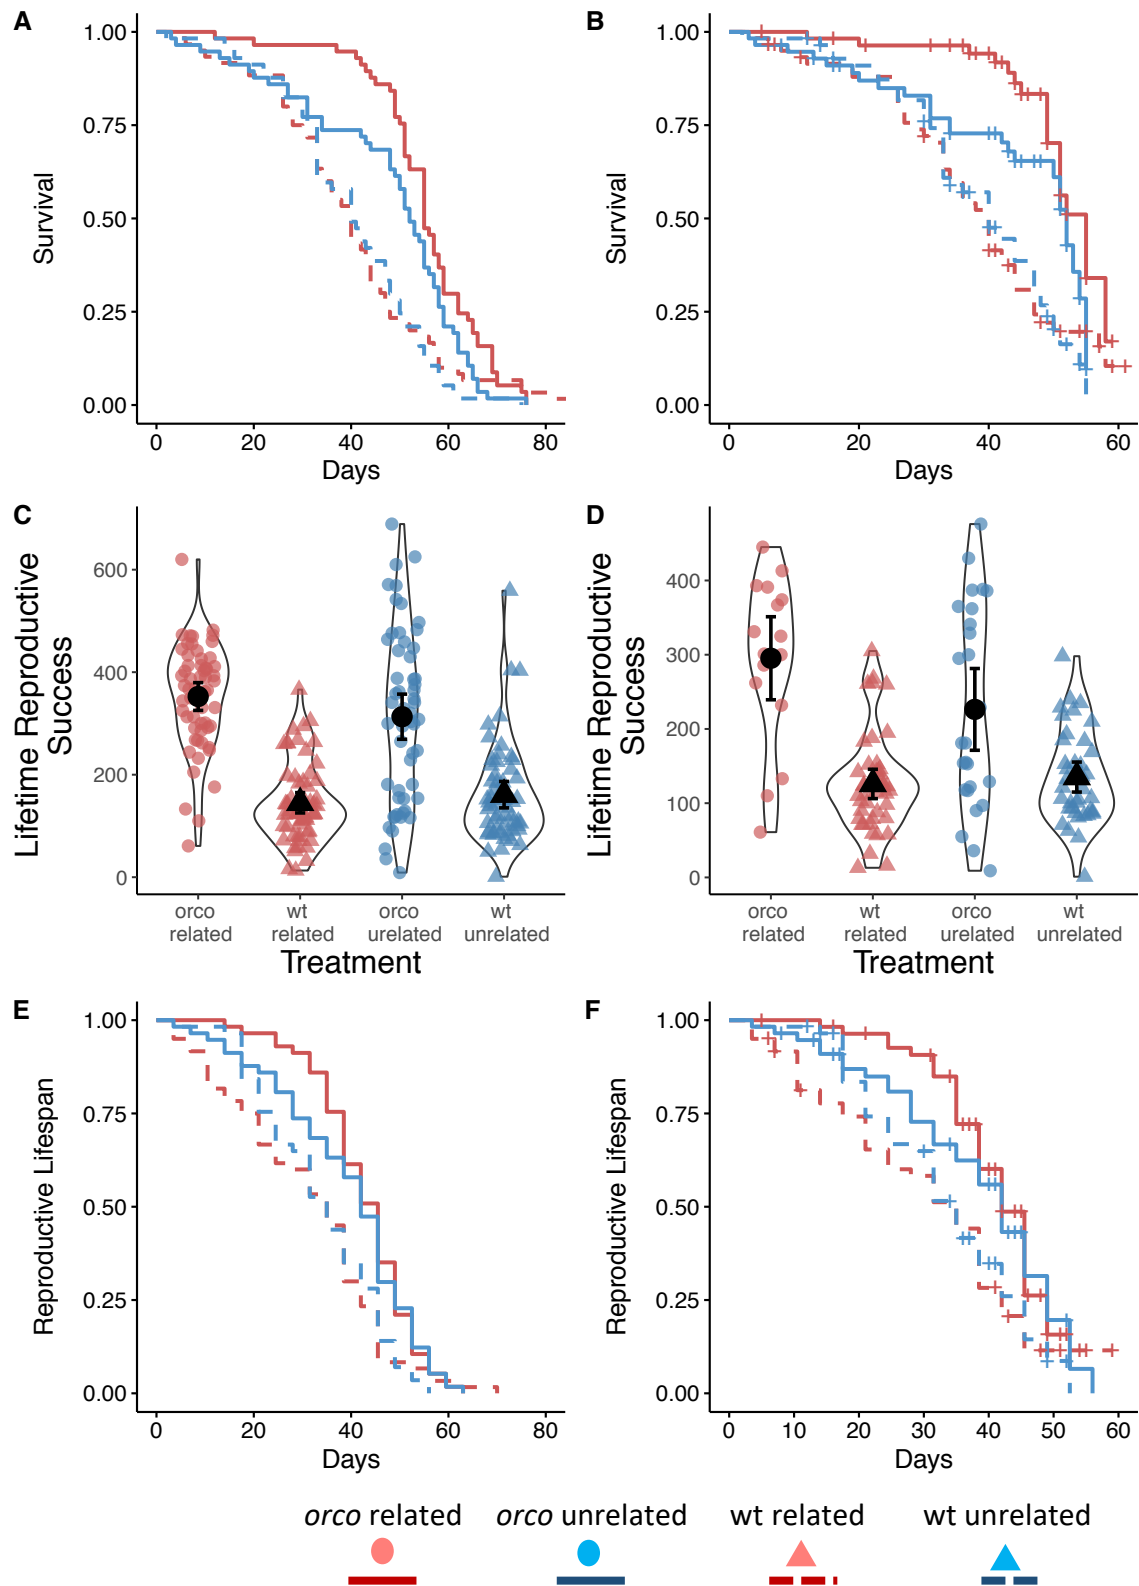 A
B
1.00
0.75
0.50
0.25
0.00
Survival
0
20
40
60
80
Days
1.00
0.75
0.50
0.25
0.00
Survival
0
20
40
60
Days
C
D
Lifetime Reproductive
Success
600
400
200
0
orco
related
wt
related
orco
urelated
wt
unrelated
Treatment
Lifetime Reproductive
Success
400
300
200
100
0
orco
related
wt
related
orco
urelated
wt
unrelated
Treatment
E
F
1.00
0.75
0.50
0.25
0.00
Reproductive Lifespan
0
20
40
60
80
Days
1.00
0.75
0.50
0.25
0.00
Reproductive Lifespan
0
10
20
30
40
50
60
Days
orco related
orco unrelated
wt related
wt unrelated